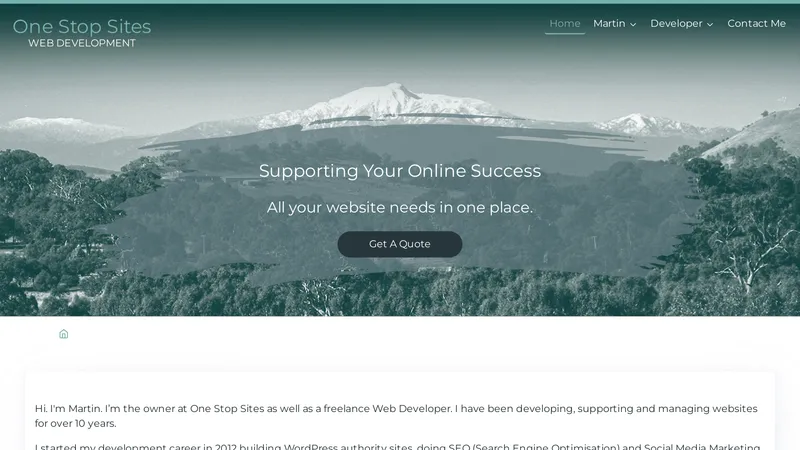 One Stop Sites
WEB DEVELOPMENT
Home
Martin
Developer
Contact Me
Supporting Your Online Success
All your website needs in one place.
Get A Quote
Hi. I'm Martin. I’m the owner at One Stop Sites as well as a freelance Web Developer. I have been developing, supporting and managing websites
for over 10 years.
I started my development career in 2012 building WordPress authority sites, doing SEO (Search Engine Optimisation) and Social Media Marketing